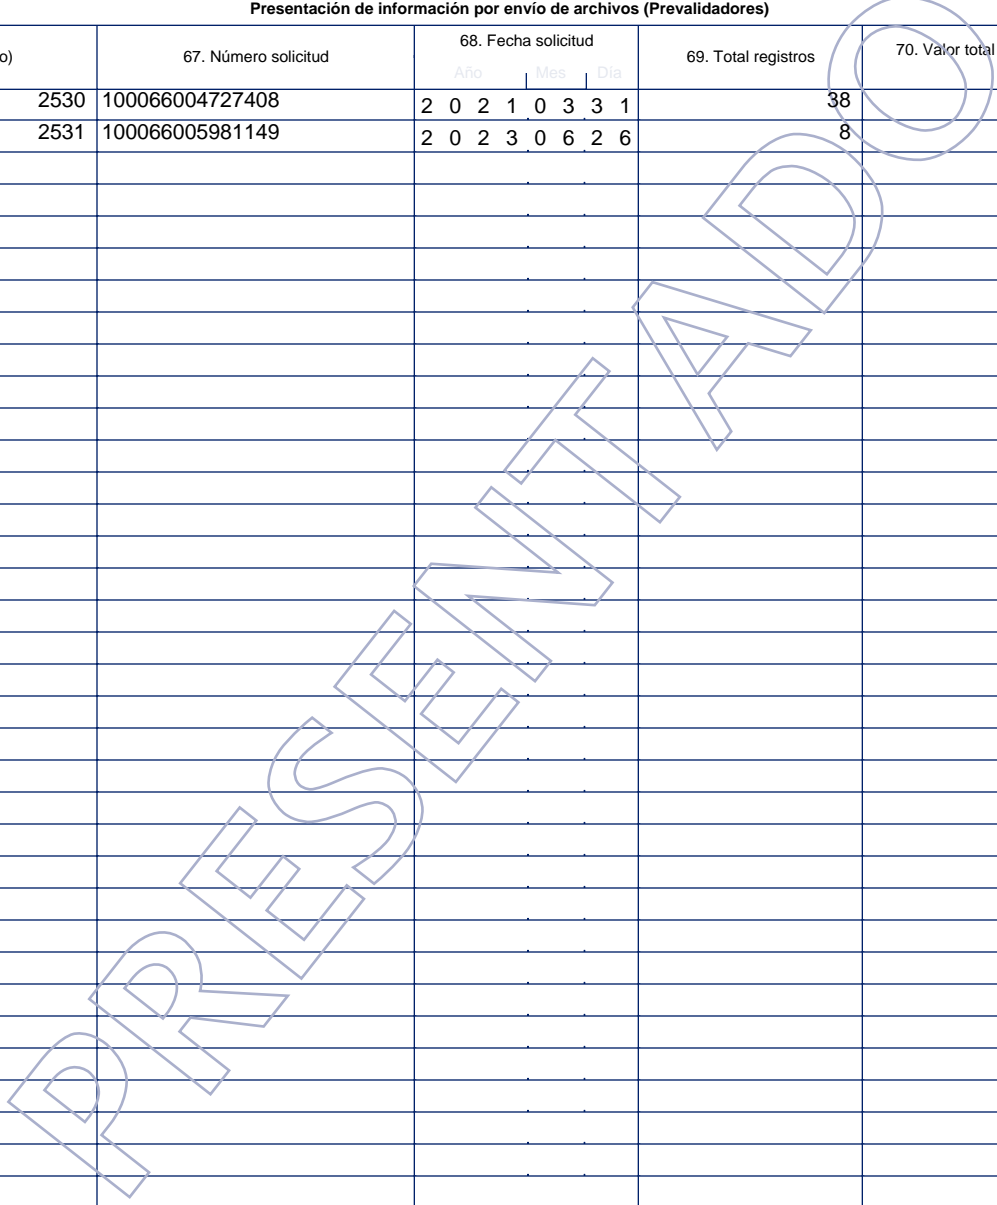 Presentación de información por envío de archivos (Prevalidadores)
o) 67. Número solicitud 68. Fecha solicitud 69. Total registros 70. Valor total
Año Mes Día
2530 100066004727408 2 0 2 1 0 3 3 1 38
2531 100066005981149 2 0 2 3 0 6 2 6 8
PRESENTADO